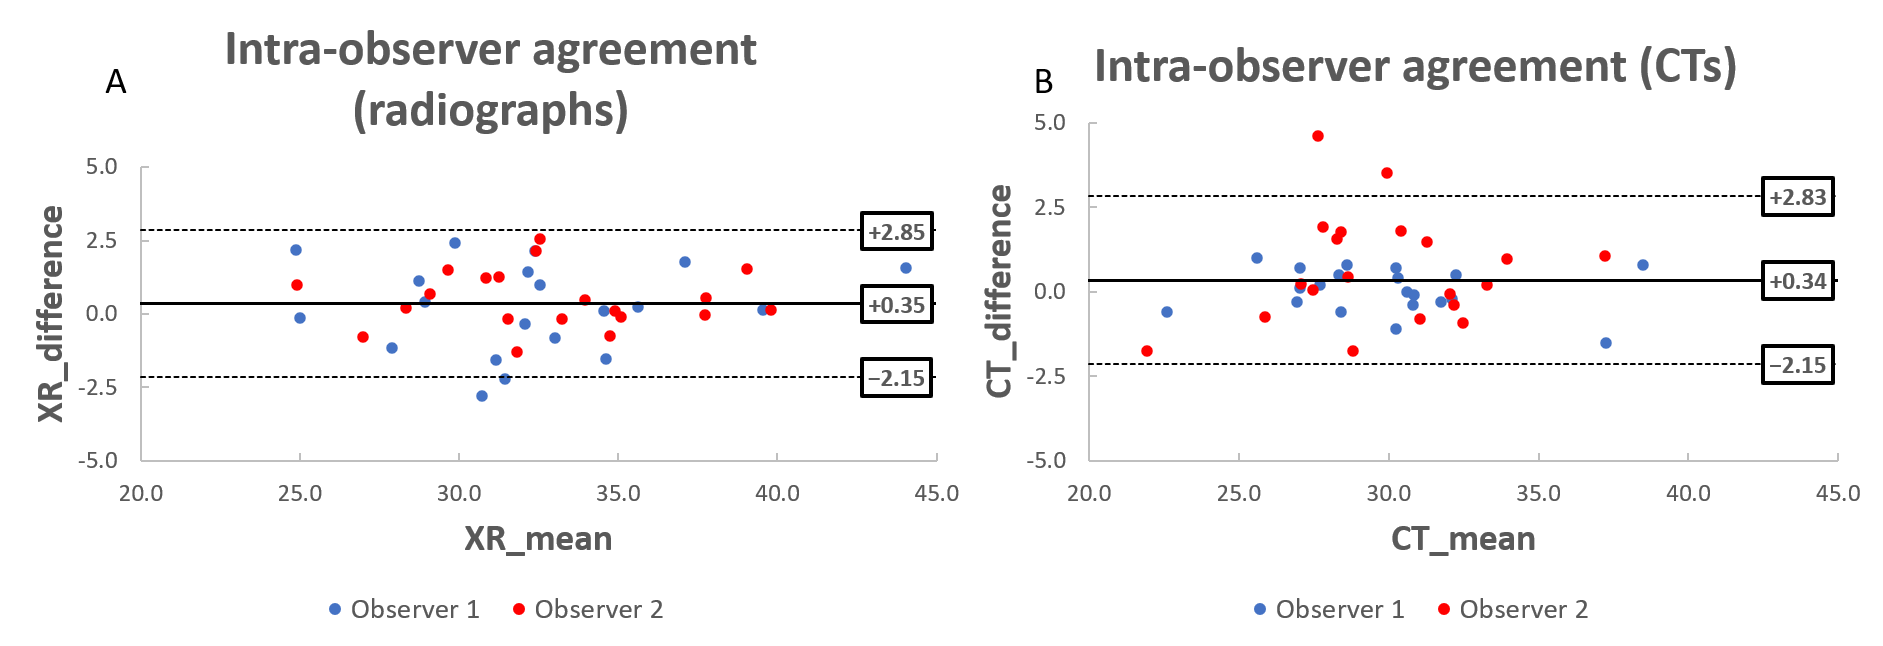 Intra-observer agreement
(radiographs)
A
5.0
2.5
0.0
-2.5
-5.0
XR_difference
+2.85
+0.35
−2.15
20.0 25.0 30.0 35.0 40.0 45.0
XR_mean
Observer 1 Observer 2
Intra-observer agreement (CTs)
B
5.0
2.5
0.0
-2.5
-5.0
CT_difference
+2.83
+0.34
−2.15
20.0 25.0 30.0 35.0 40.0 45.0
CT_mean
Observer 1 Observer 2